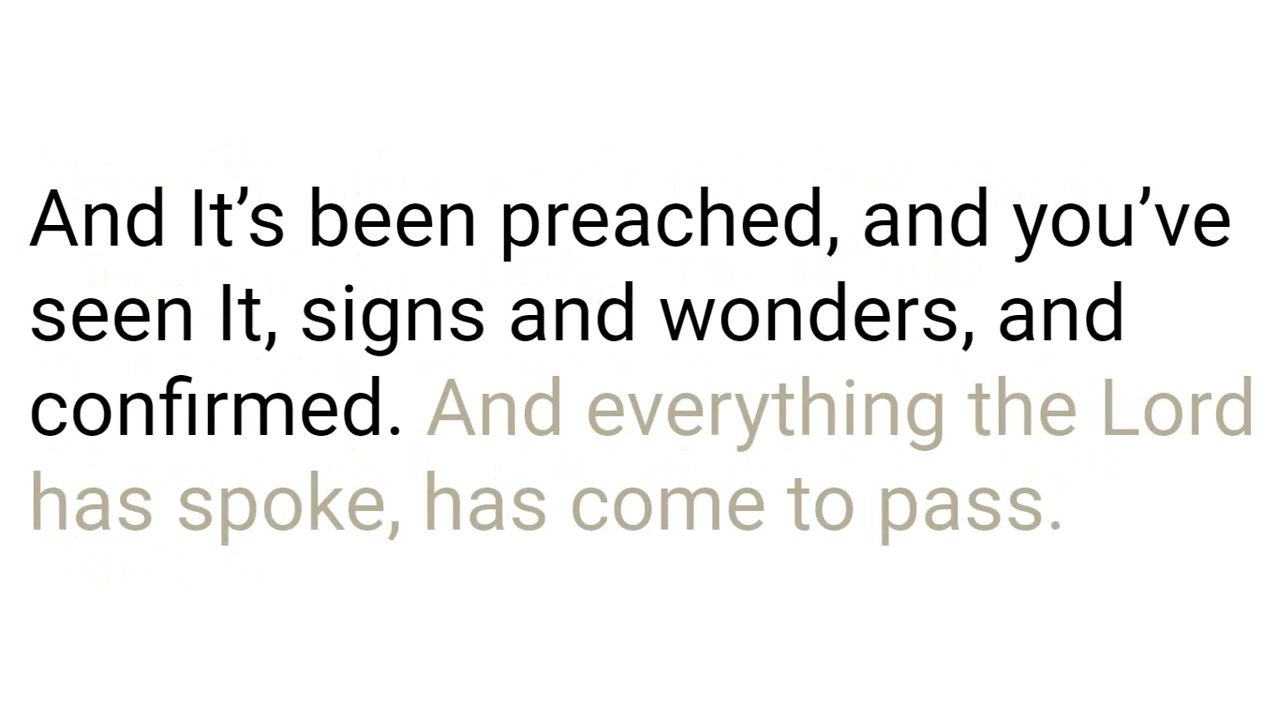 And It’s been preached, and you’ve
seen It, signs and wonders, and
confirmed. And everything the Lord
has spoke, has come to pass.